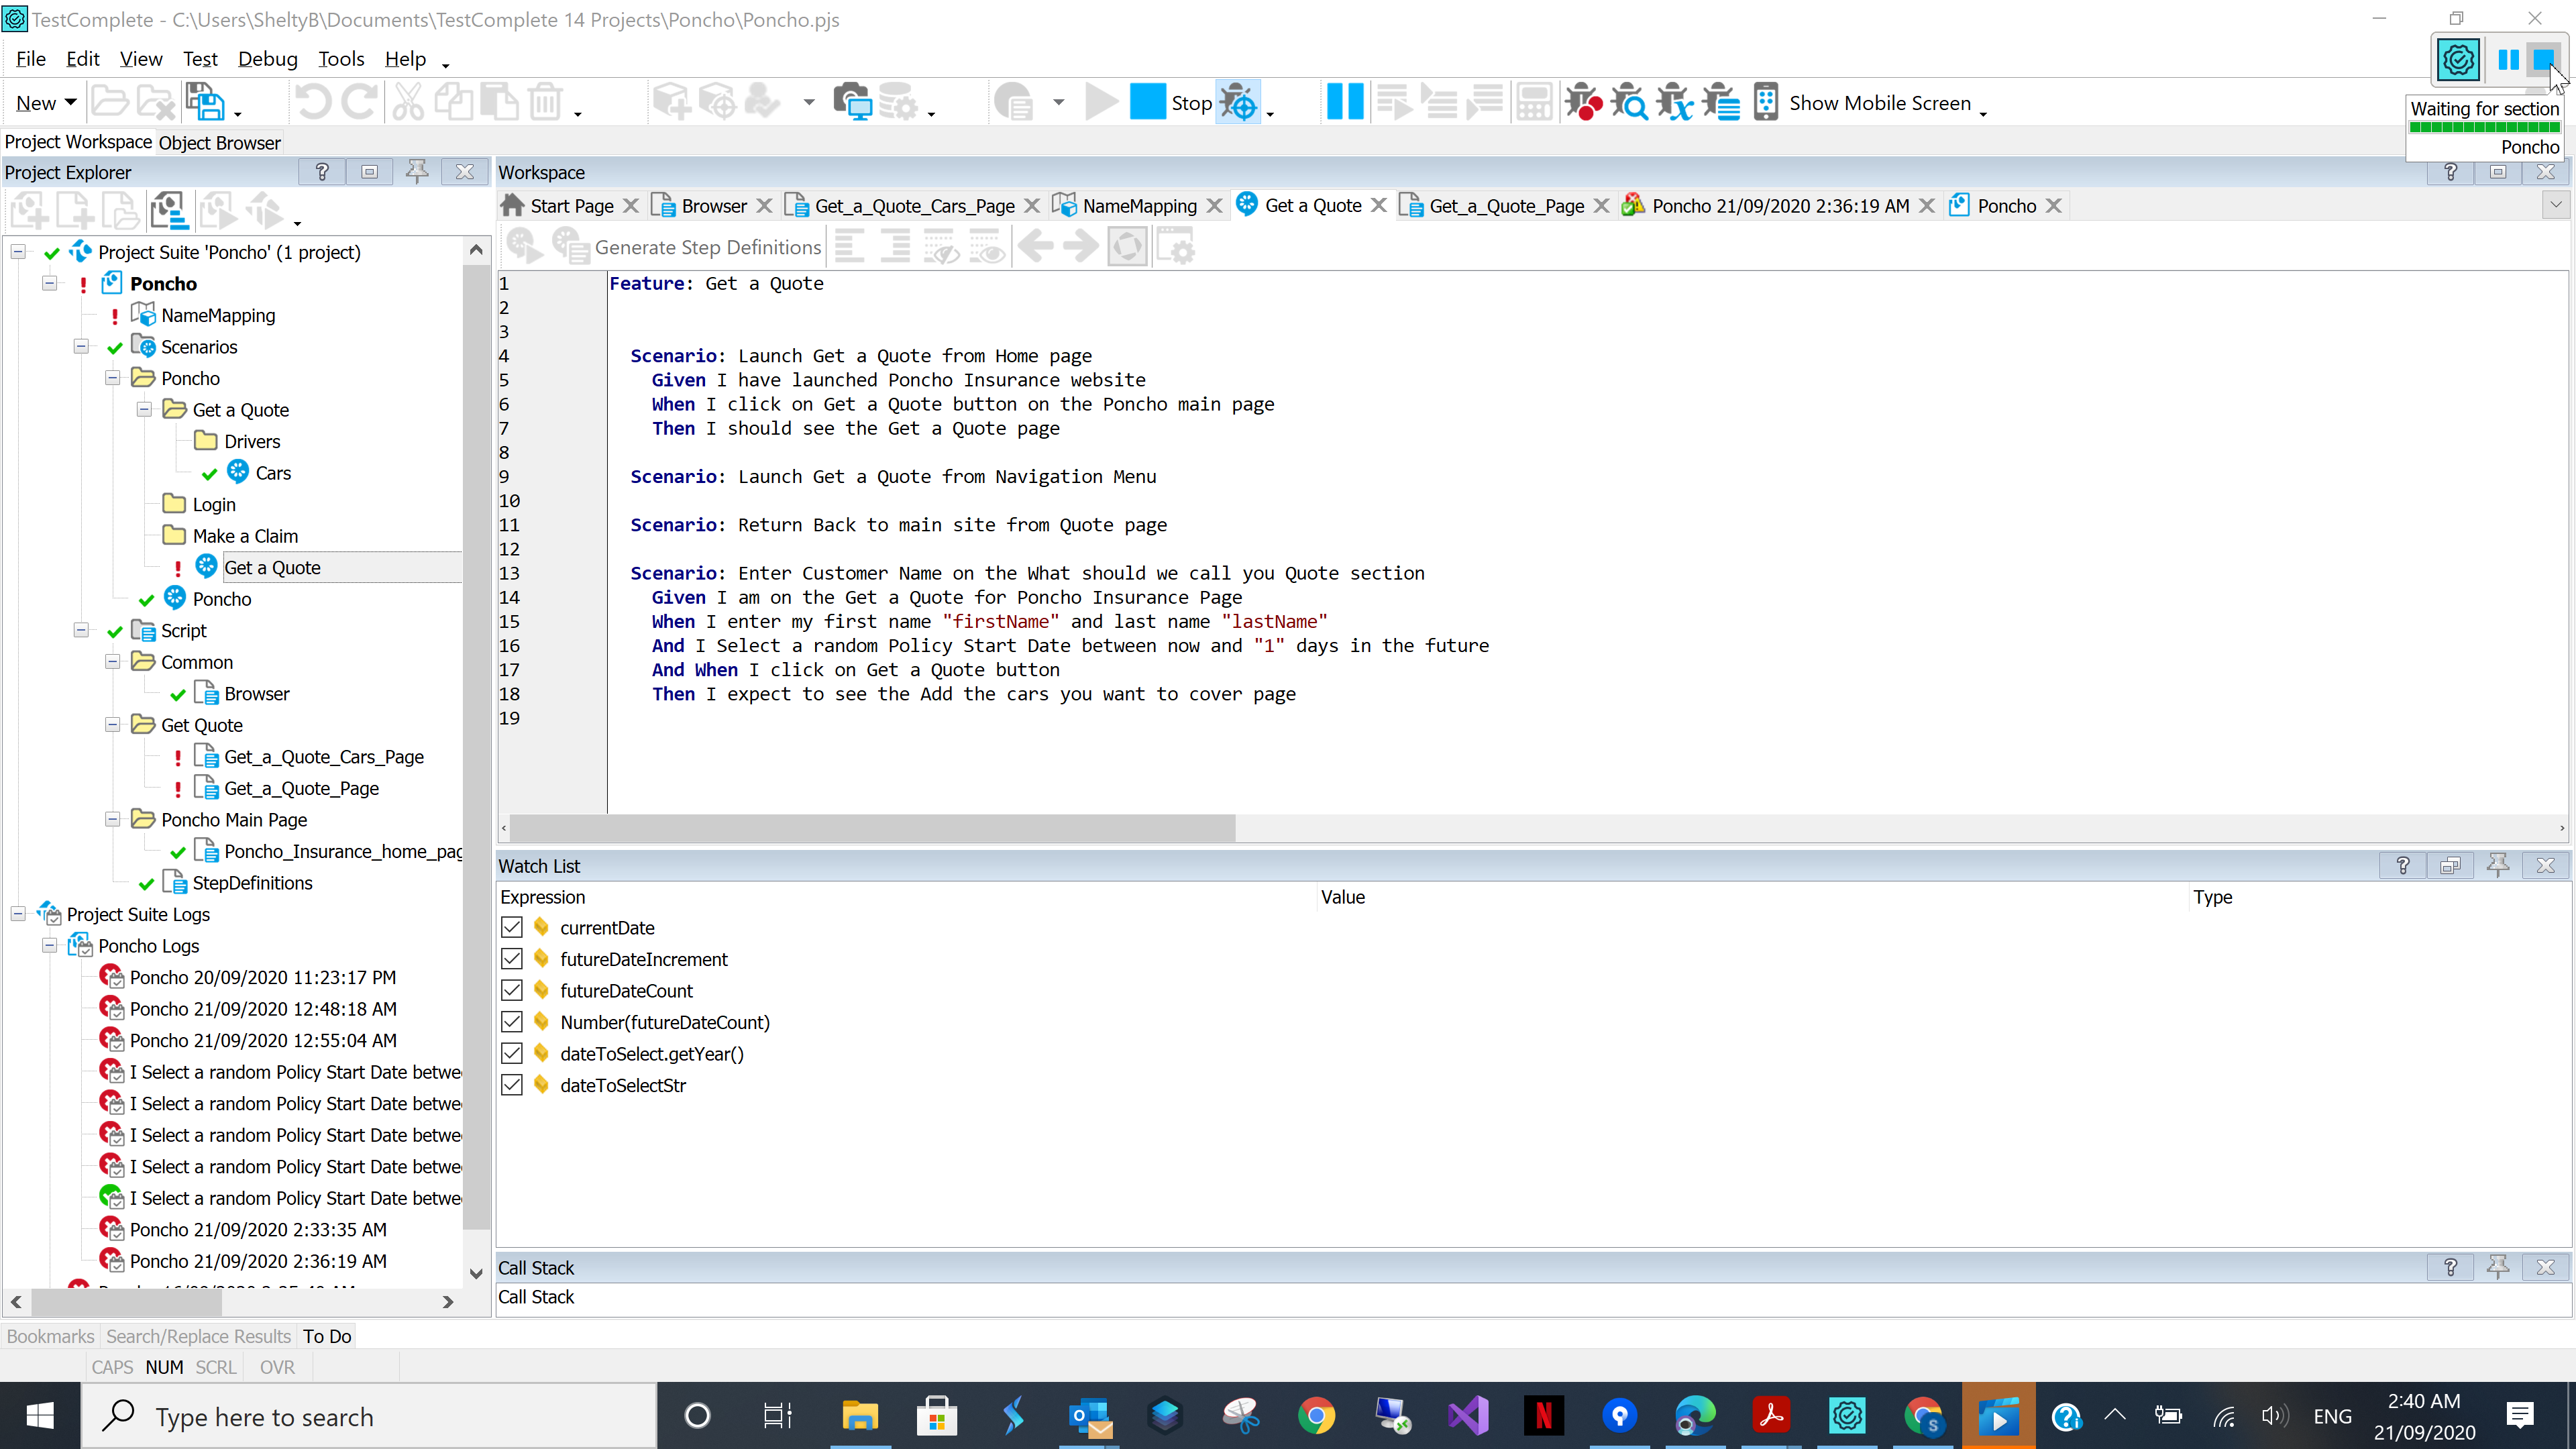 TestComplete - C:\Users\SheltyB\Documents\TestComplete 14 Projects\Poncho\Poncho.pjs
File Edit View Test Debug Tools Help
New Stop Show Mobile Screen
Waiting for section
Poncho
Project Workspace Object Browser
Project Explorer
Workspace
Start Page Browser Get_a_Quote_Cars_Page NameMapping Get a Quote Get_a_Quote_Page Poncho 21/09/2020 2:36:19 AM Poncho
Generate Step Definitions
Project Suite 'Poncho' (1 project)
Poncho
NameMapping
Scenarios
Poncho
Get a Quote
Drivers
Cars
Login
Make a Claim
Get a Quote
Poncho
Script
Common
Browser
Get Quote
Get_a_Quote_Cars_Page
Get_a_Quote_Page
Poncho Main Page
Poncho_Insurance_home_pag
StepDefinitions
Project Suite Logs
Poncho Logs
Poncho 20/09/2020 11:23:17 PM
Poncho 21/09/2020 12:48:18 AM
Poncho 21/09/2020 12:55:04 AM
I Select a random Policy Start Date betwe
I Select a random Policy Start Date betwe
I Select a random Policy Start Date betwe
I Select a random Policy Start Date betwe
I Select a random Policy Start Date betwe
Poncho 21/09/2020 2:33:35 AM
Poncho 21/09/2020 2:36:19 AM
1 Feature: Get a Quote
2
3
4 Scenario: Launch Get a Quote from Home page
5 Given I have launched Poncho Insurance website
6 When I click on Get a Quote button on the Poncho main page
7 Then I should see the Get a Quote page
8
9 Scenario: Launch Get a Quote from Navigation Menu
10
11 Scenario: Return Back to main site from Quote page
12
13 Scenario: Enter Customer Name on the What should we call you Quote section
14 Given I am on the Get a Quote for Poncho Insurance Page
15 When I enter my first name "firstName" and last name "lastName"
16 And I Select a random Policy Start Date between now and "1" days in the future
17 And When I click on Get a Quote button
18 Then I expect to see the Add the cars you want to cover page
19
Watch List
Expression Value Type
currentDate
futureDateIncrement
futureDateCount
Number(futureDateCount)
dateToSelect.getYear()
dateToSelectStr
Call Stack
Call Stack
Bookmarks Search/Replace Results To Do
CAPS NUM SCRL OVR
Type here to search
ENG
2:40 AM
21/09/2020